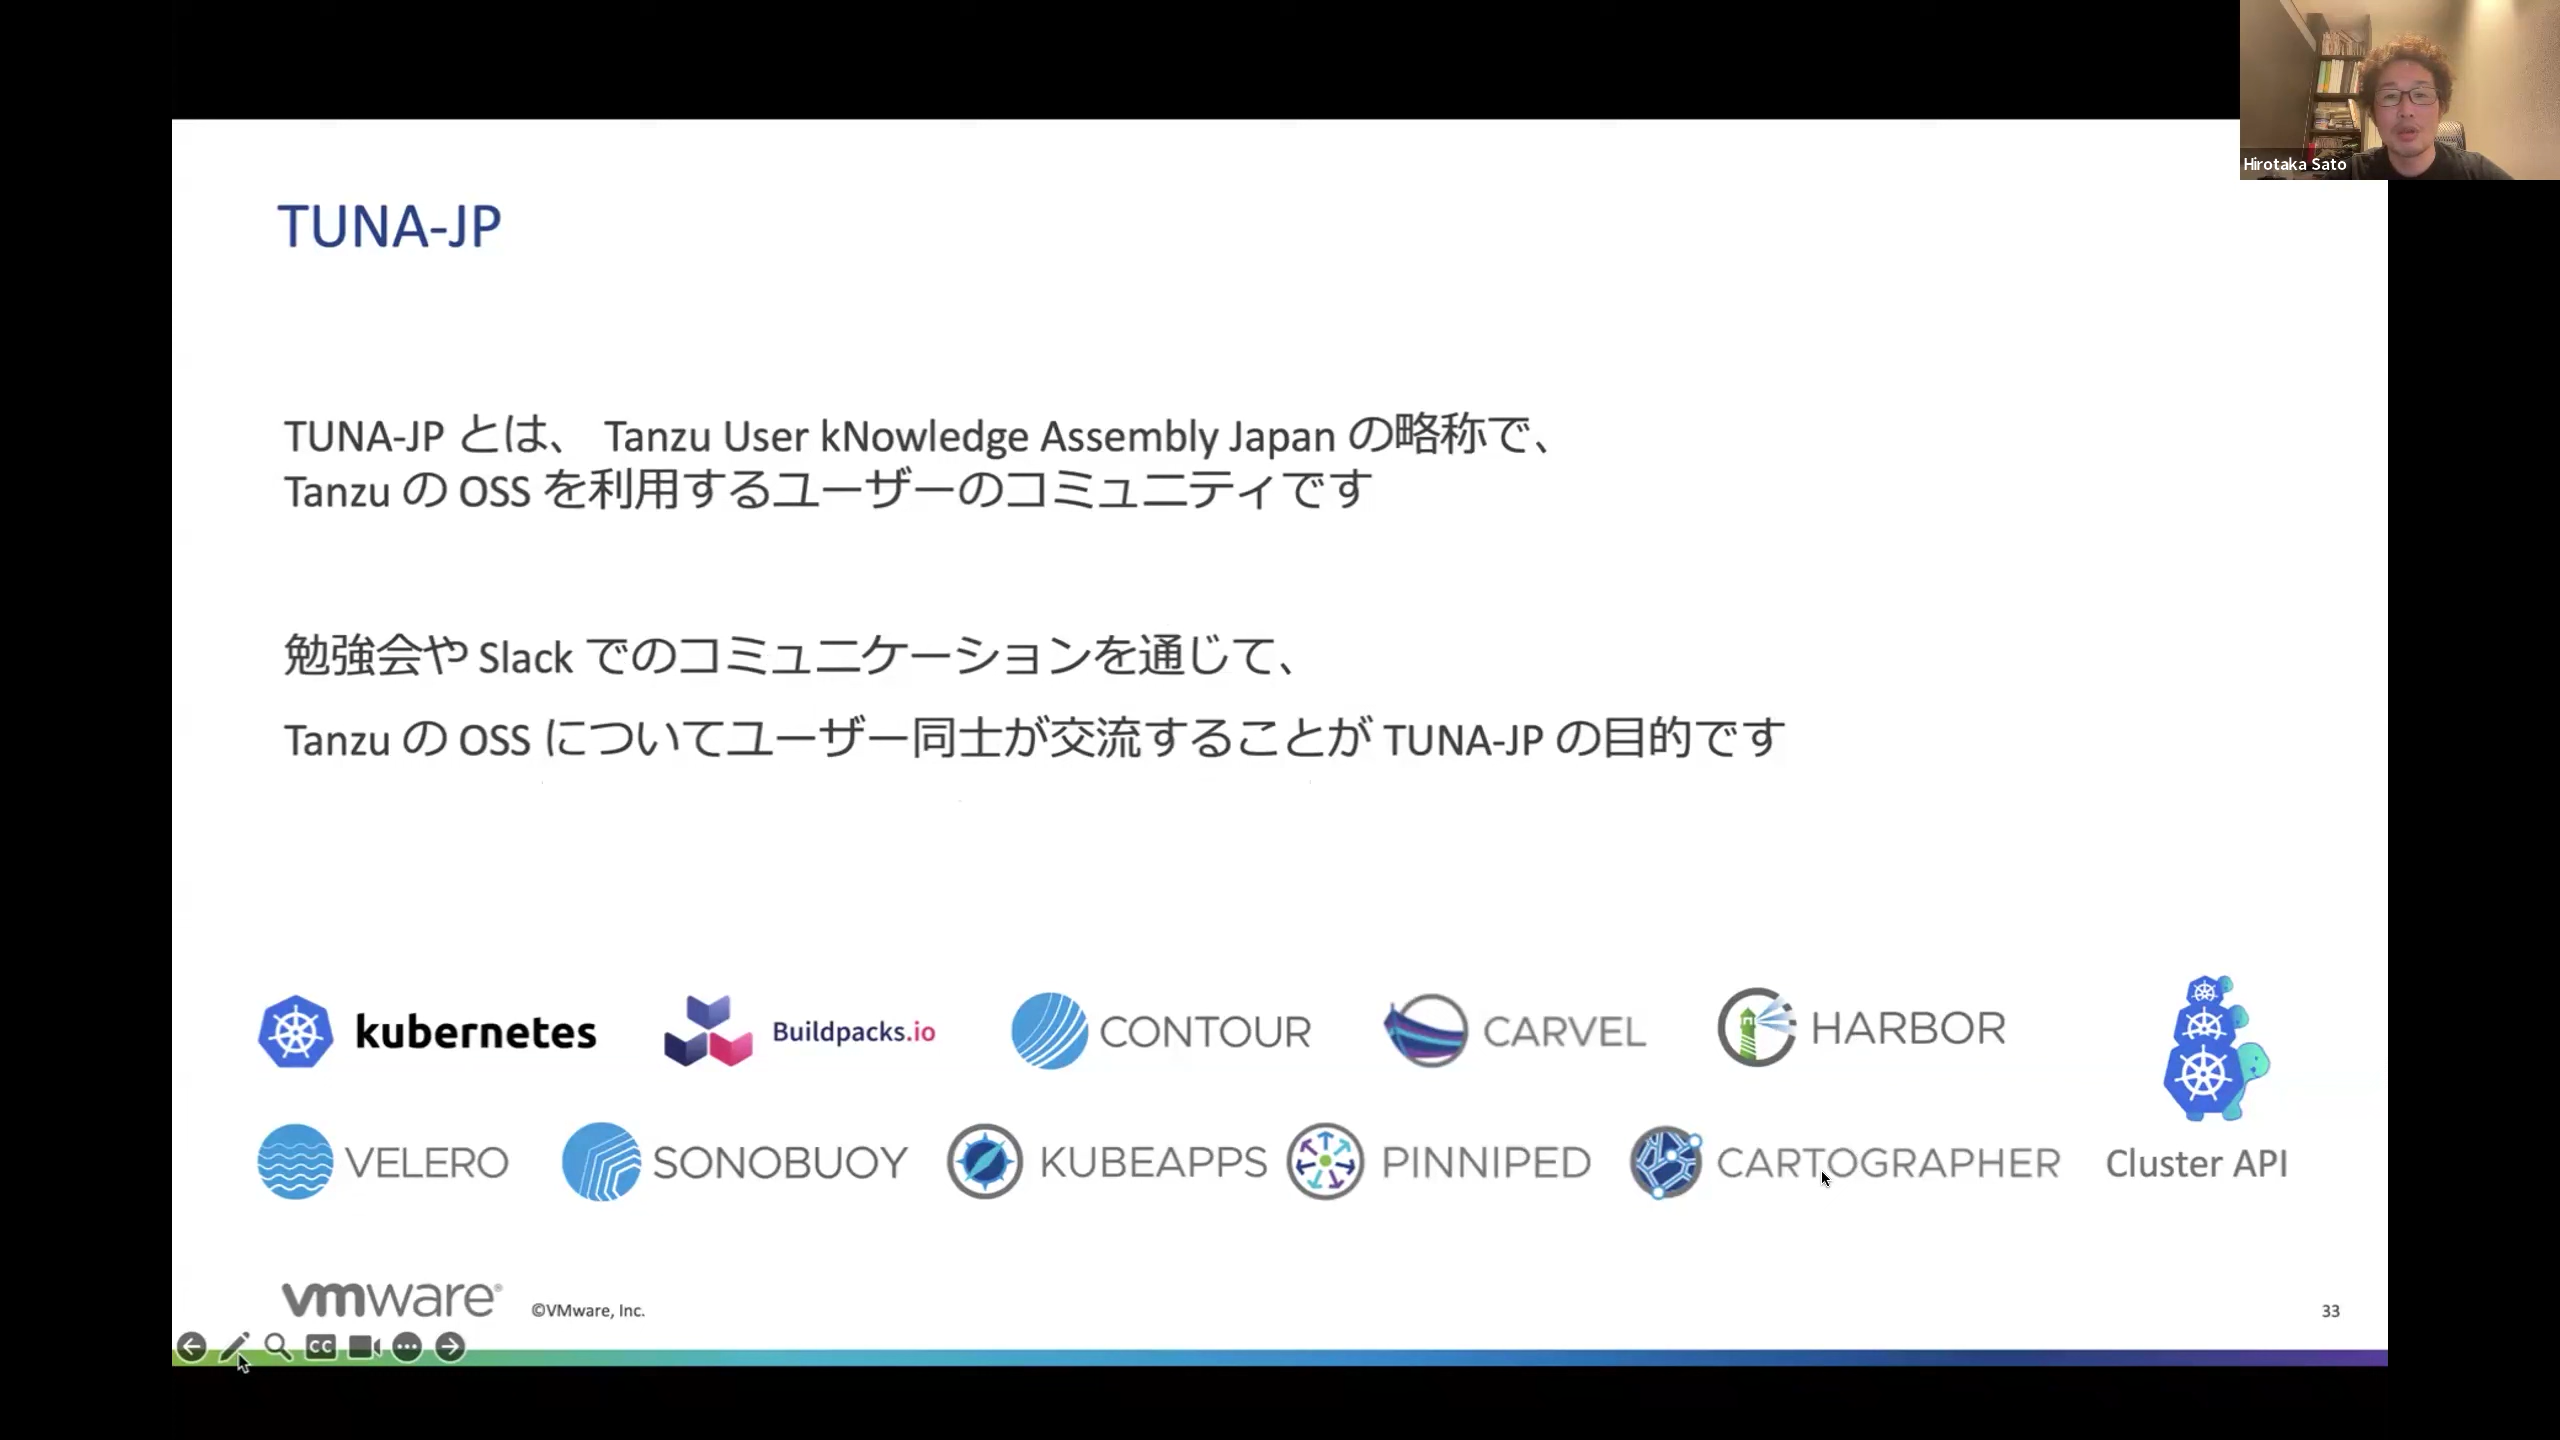 Hirotaka Sato
TUNA-JP
TUNA-JP とは、 Tanzu User kNowledge Assembly Japan の略称で、
Tanzu の OSS を利用するユーザーのコミュニティです
勉強会や Slack でのコミュニケーションを通じて、
Tanzu の OSS についてユーザー同士が交流することが TUNA-JP の目的です
kubernetes
Buildpacks.io
CONTOUR
CARVEL
HARBOR
VELERO
SONOBUOY
KUBEAPPS
PINNIPED
CARTOGRAPHER
Cluster API
vmware®
©VMware, Inc.
33
CC